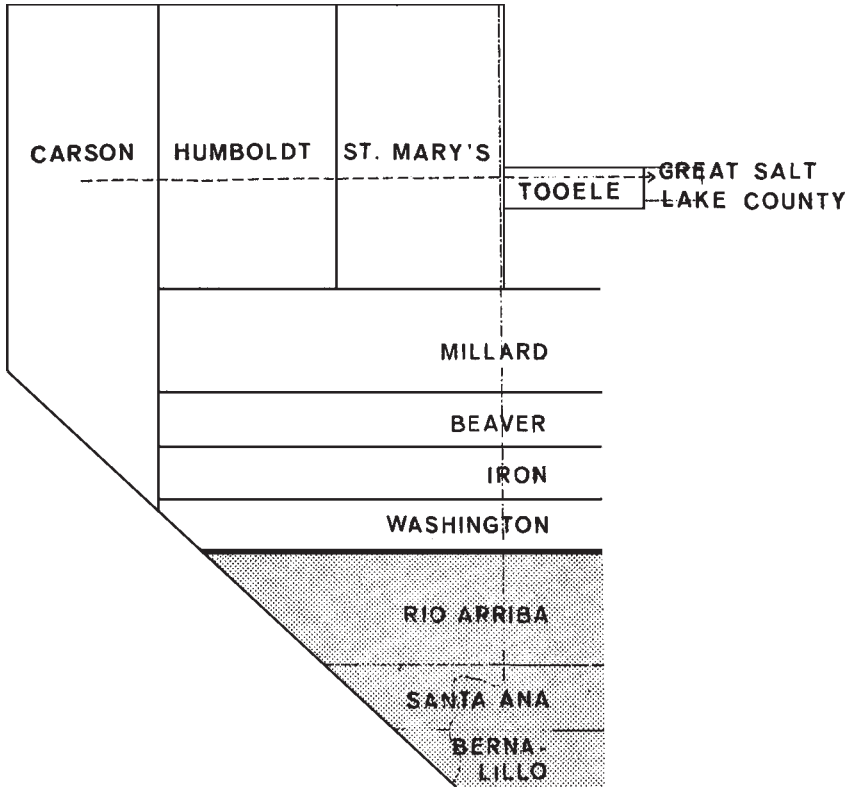 CARSON
HUMBOLDT
ST. MARY'S
GREAT SALT
LAKE COUNTY
TOOELE
MILLARD
BEAVER
IRON
WASHINGTON
RIO ARRIBA
SANTA ANA
BERNA-
LILLO